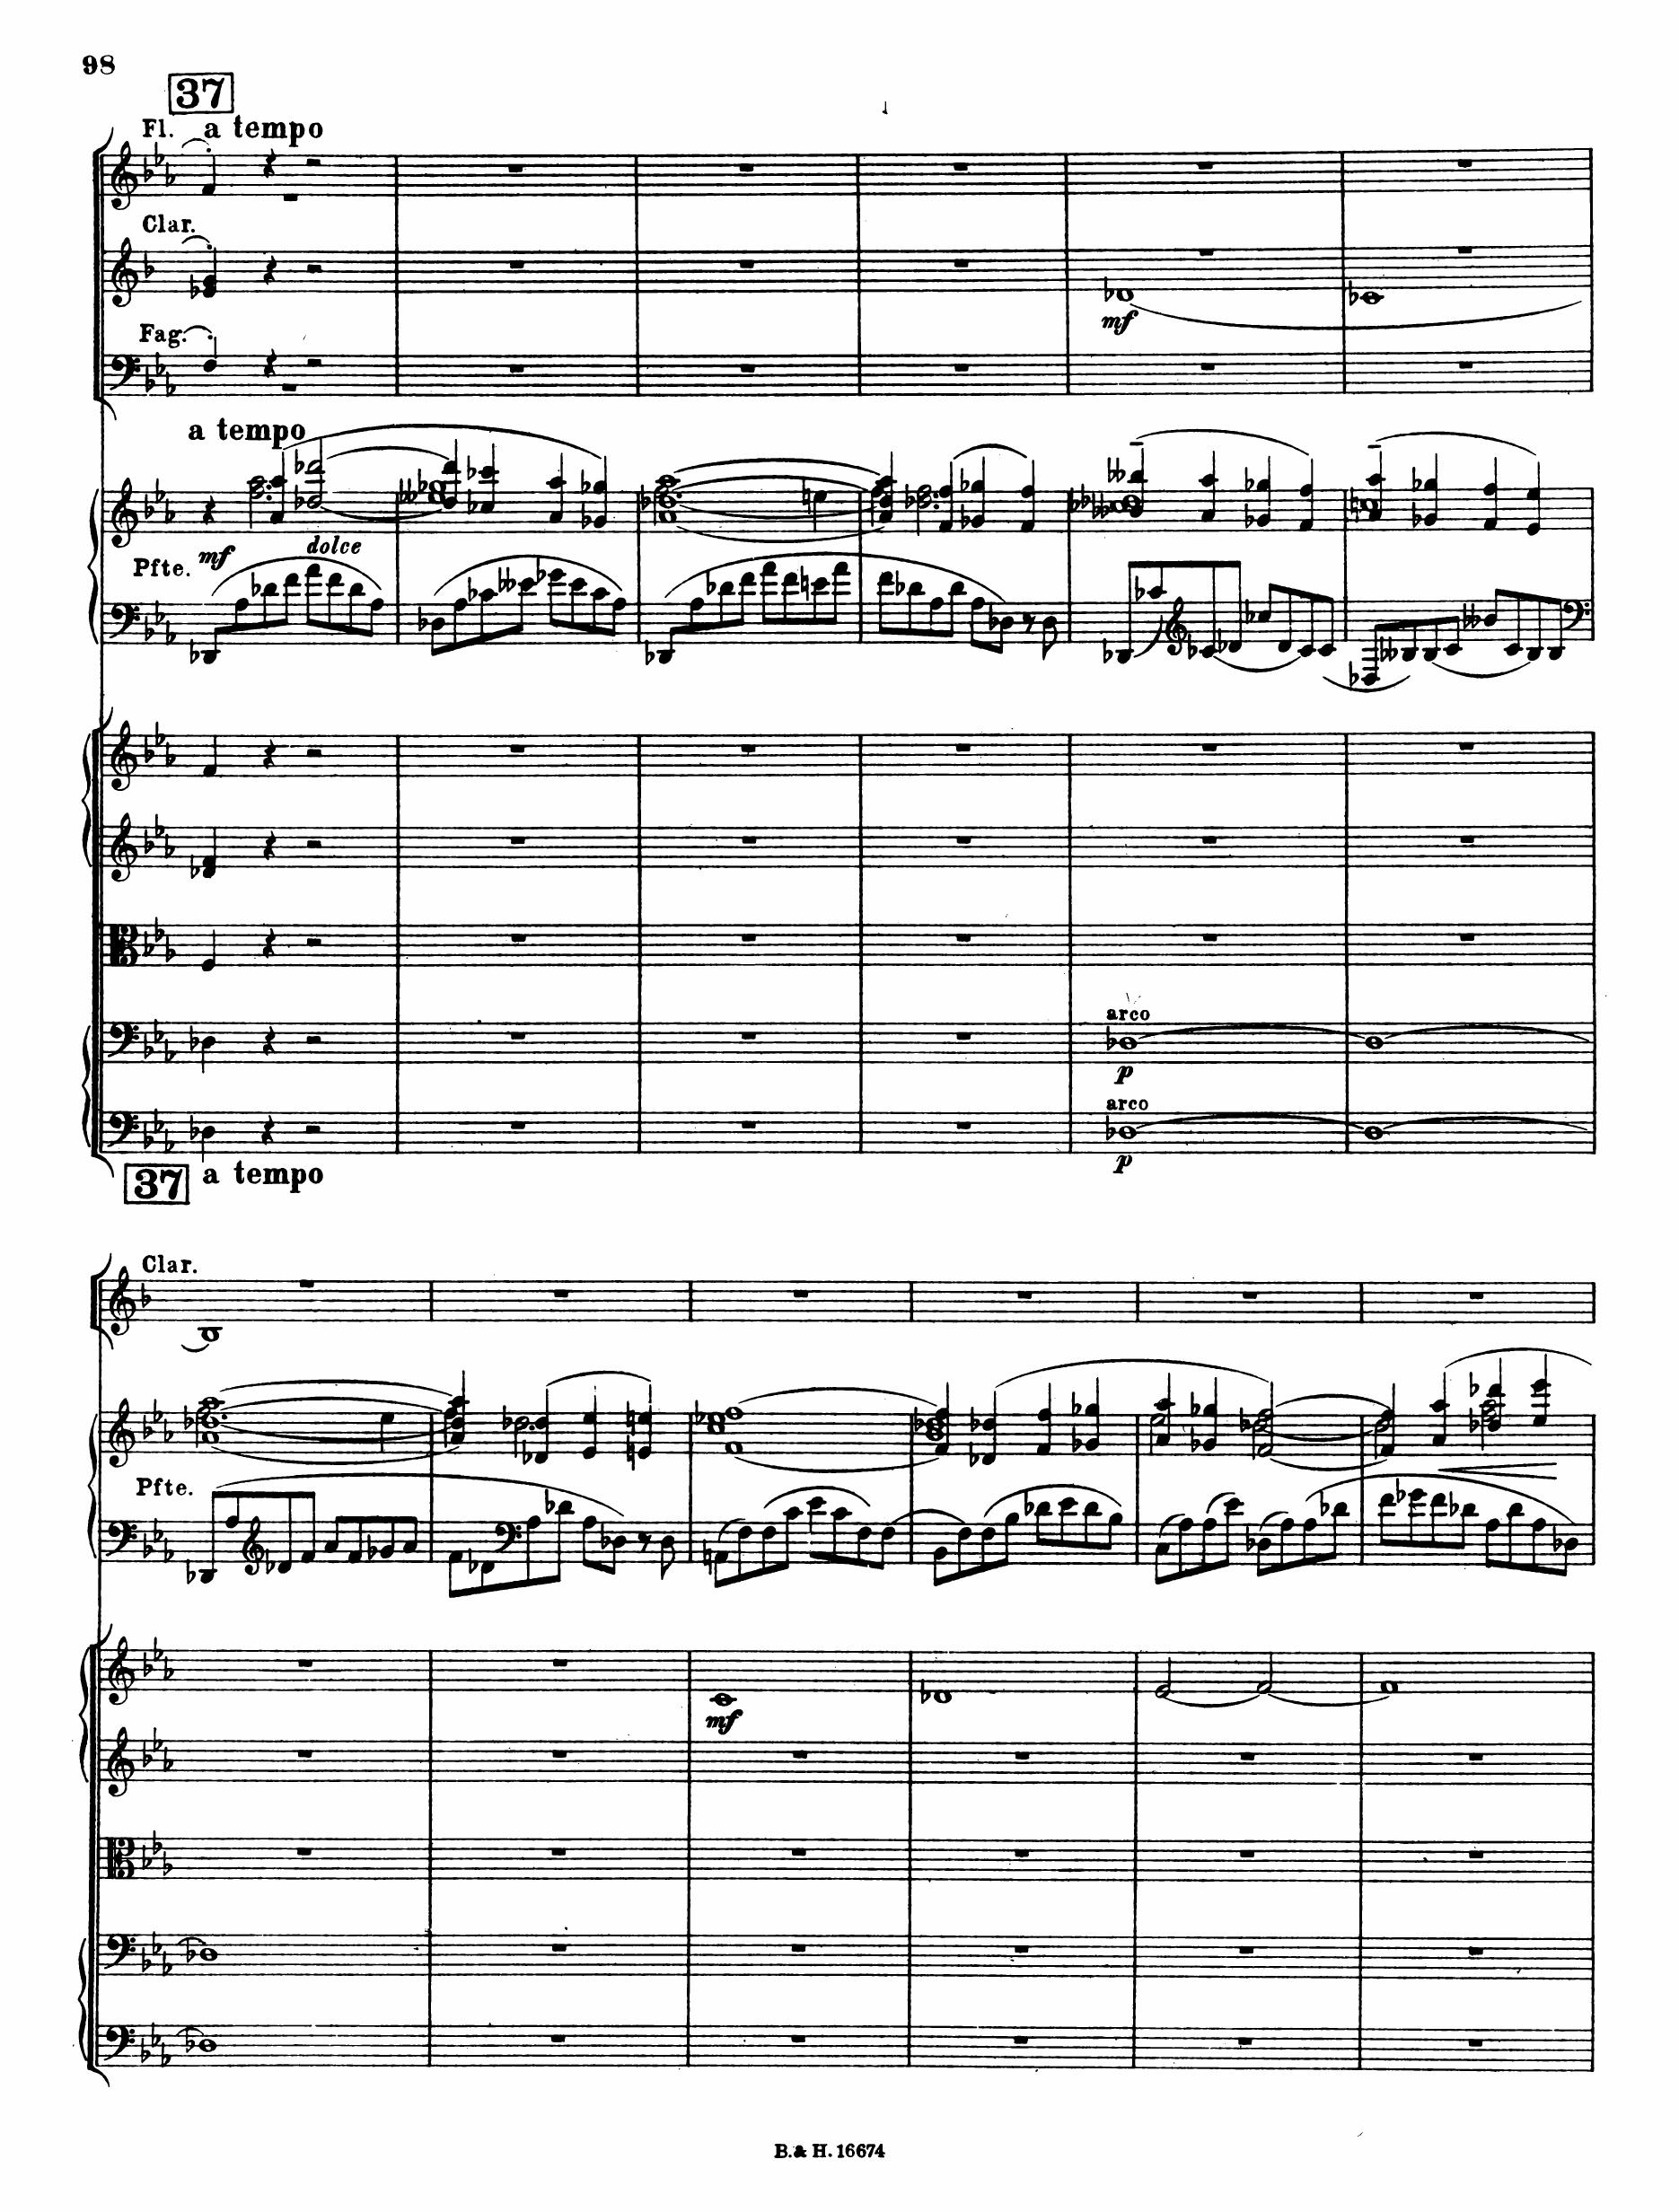 98
37
Fl. a tempo
Clar.
Fag.
a tempo
mf
dolce
Pfte.
mf
arco
p
arco
p
37 a tempo
Clar.
Pfte.
mf
B. & H. 16674